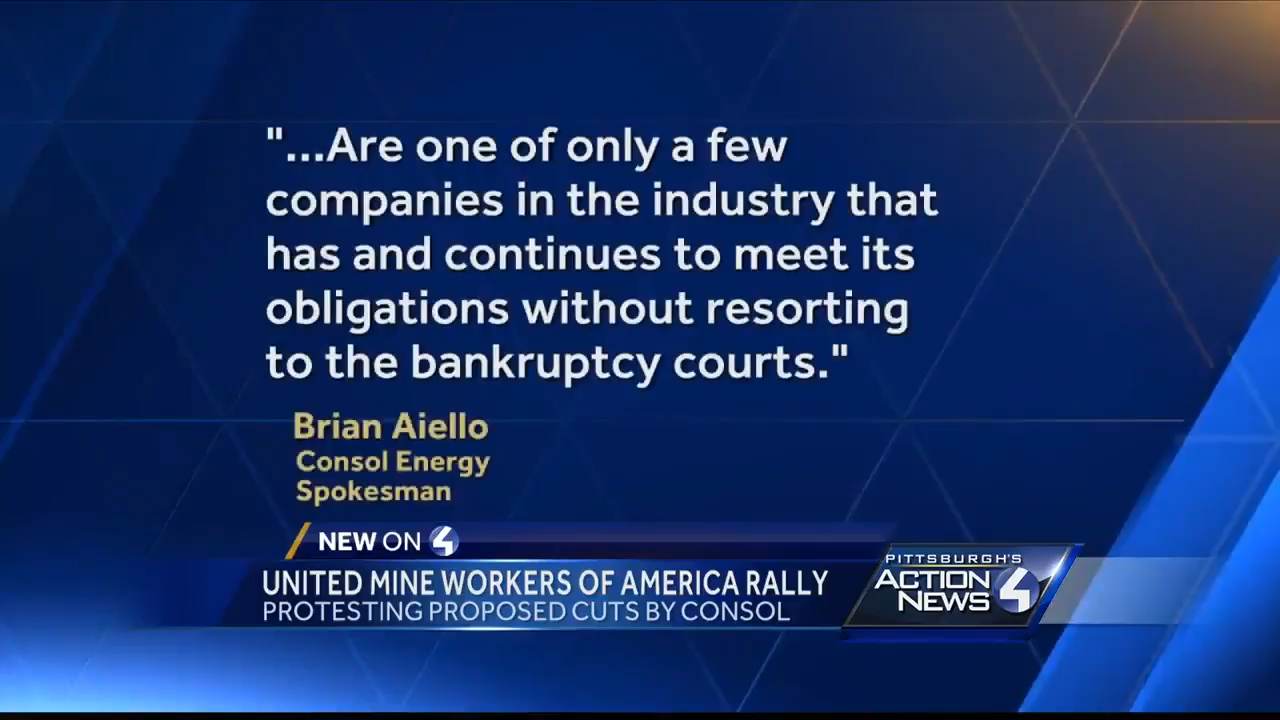 "...Are one of only a few
companies in the industry that
has and continues to meet its
obligations without resorting
to the bankruptcy courts."
Brian Aiello
Consol Energy
Spokesman
NEW ON 4
UNITED MINE WORKERS OF AMERICA RALLY
PROTESTING PROPOSED CUTS BY CONSOL
PITTSBURGH'S
ACTION
NEWS 4